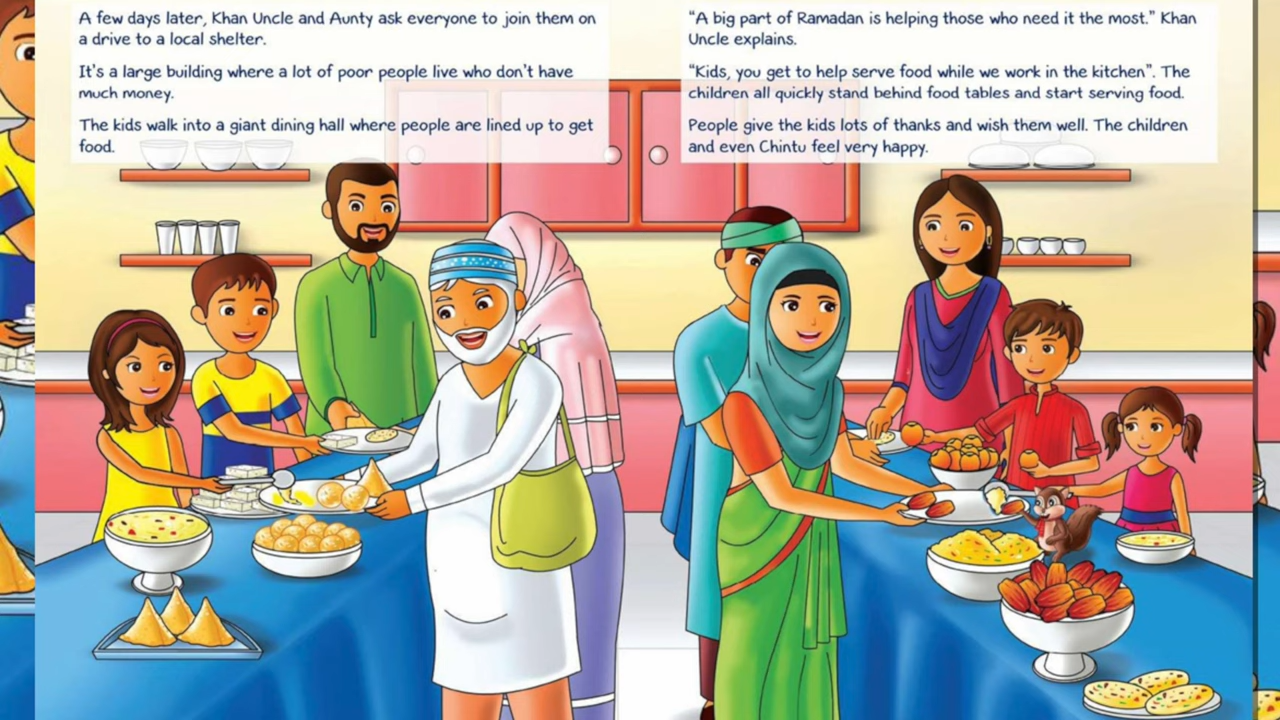 A few days later, Khan Uncle and Aunty ask everyone to join them on
a drive to a local shelter.
It's a large building where a lot of poor people live who don't have
much money.
The kids walk into a giant dining hall where people are lined up to get
food.
“A big part of Ramadan is helping those who need it the most.” Khan
Uncle explains.
“Kids, you get to help serve food while we work in the kitchen”. The
children all quickly stand behind food tables and start serving food.
People give the kids lots of thanks and wish them well. The children
and even Chintu feel very happy.